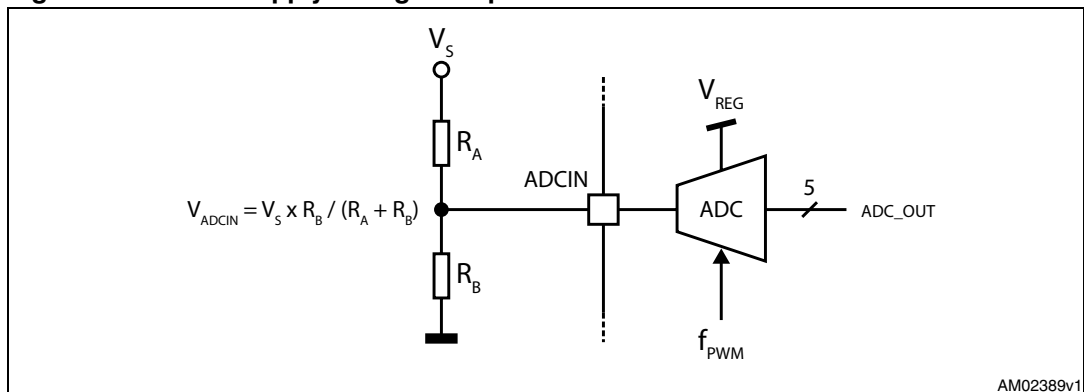 V_S
R_A
V_REG
ADCIN
5
V_ADCIN = V_S x R_B / (R_A + R_B)
ADC
ADC_OUT
R_B
f_PWM
AM02389v1